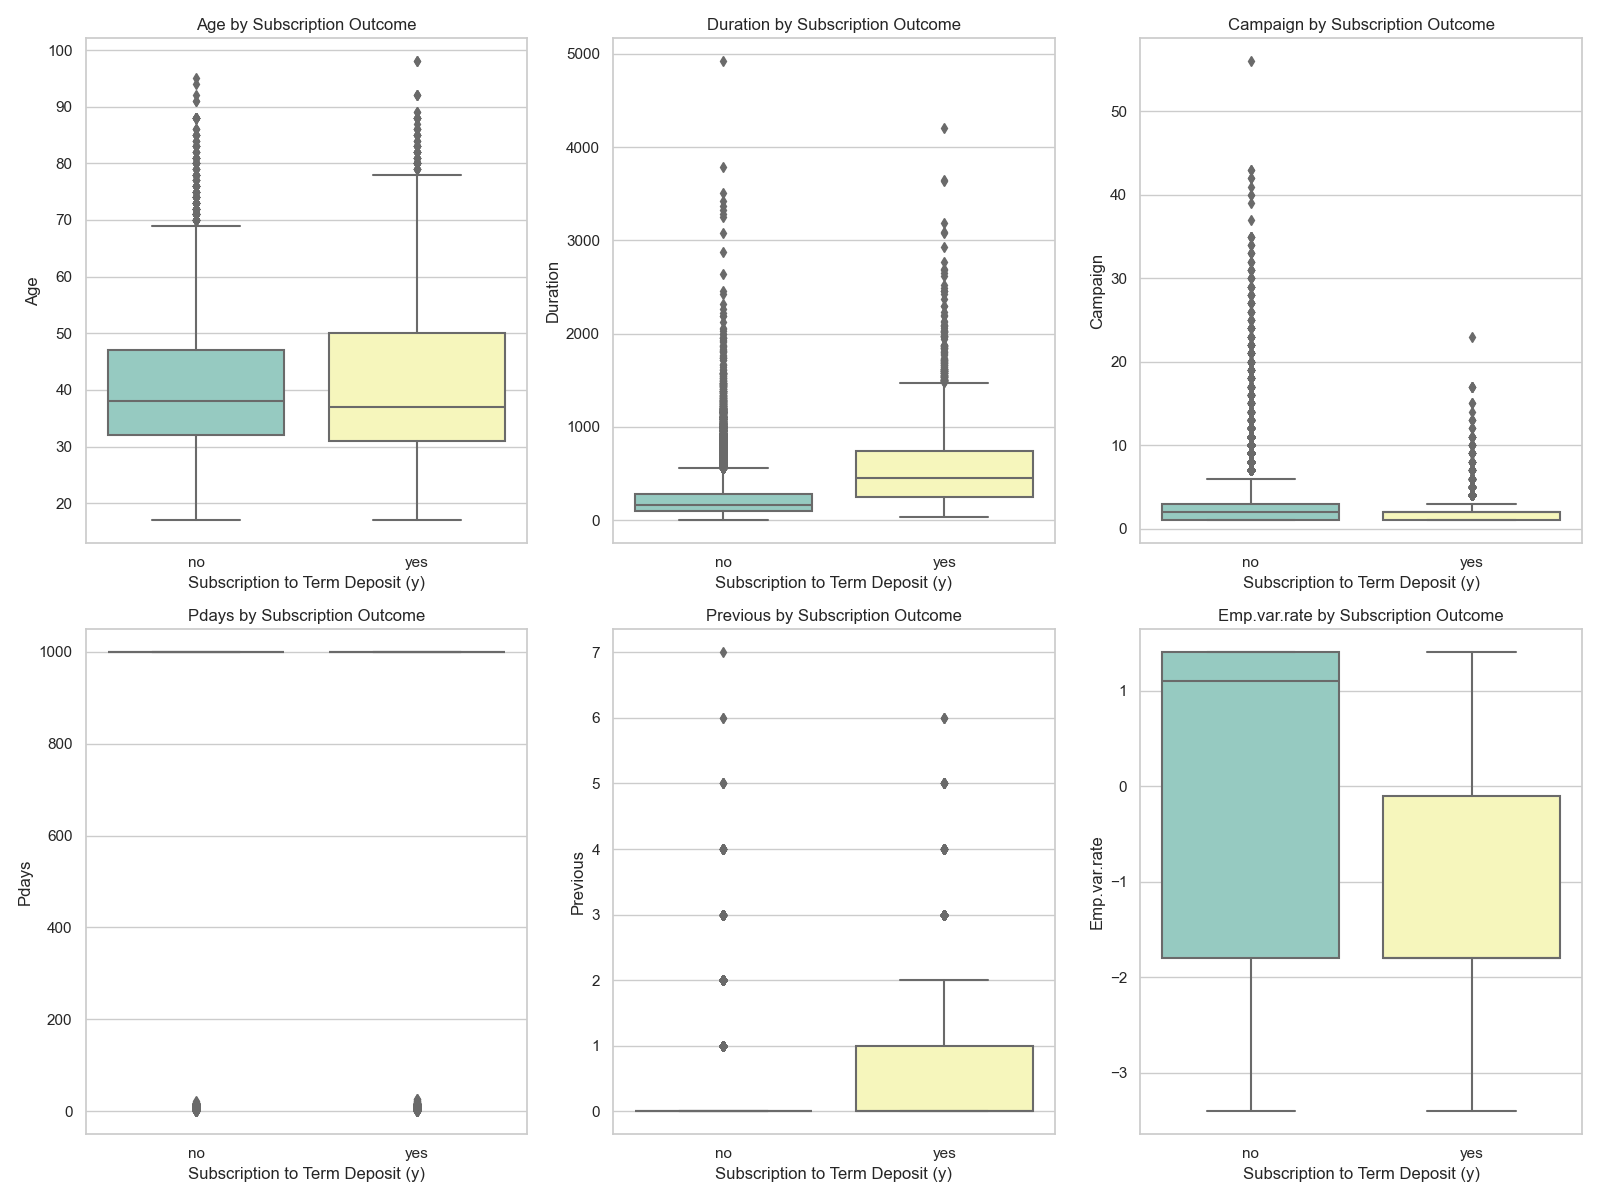 Age by Subscription Outcome
100
90
80
70
60
50
40
30
20
Age
no
yes
Subscription to Term Deposit (y)
Duration by Subscription Outcome
5000
4000
3000
2000
1000
0
Duration
no
yes
Subscription to Term Deposit (y)
Campaign by Subscription Outcome
50
40
30
20
10
0
Campaign
no
yes
Subscription to Term Deposit (y)
Pdays by Subscription Outcome
1000
800
600
400
200
0
Pdays
no
yes
Subscription to Term Deposit (y)
Previous by Subscription Outcome
7
6
5
4
3
2
1
0
Previous
no
yes
Subscription to Term Deposit (y)
Emp.var.rate by Subscription Outcome
1
0
−1
−2
−3
Emp.var.rate
no
yes
Subscription to Term Deposit (y)